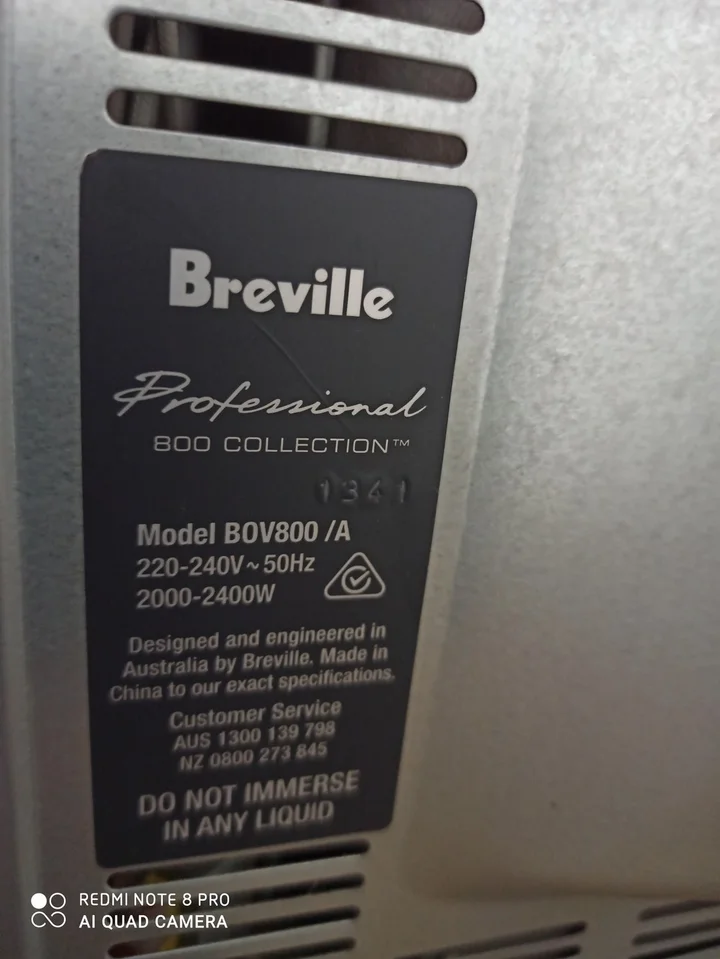 Breville
Professional
800 COLLECTION™
1341
Model BOV800 /A
220-240V~50Hz
2000-2400W
Designed and engineered in
Australia by Breville. Made in
China to our exact specifications.
Customer Service
AUS 1300 139 798
NZ 0800 273 845
DO NOT IMMERSE
IN ANY LIQUID
REDMI NOTE 8 PRO
AI QUAD CAMERA